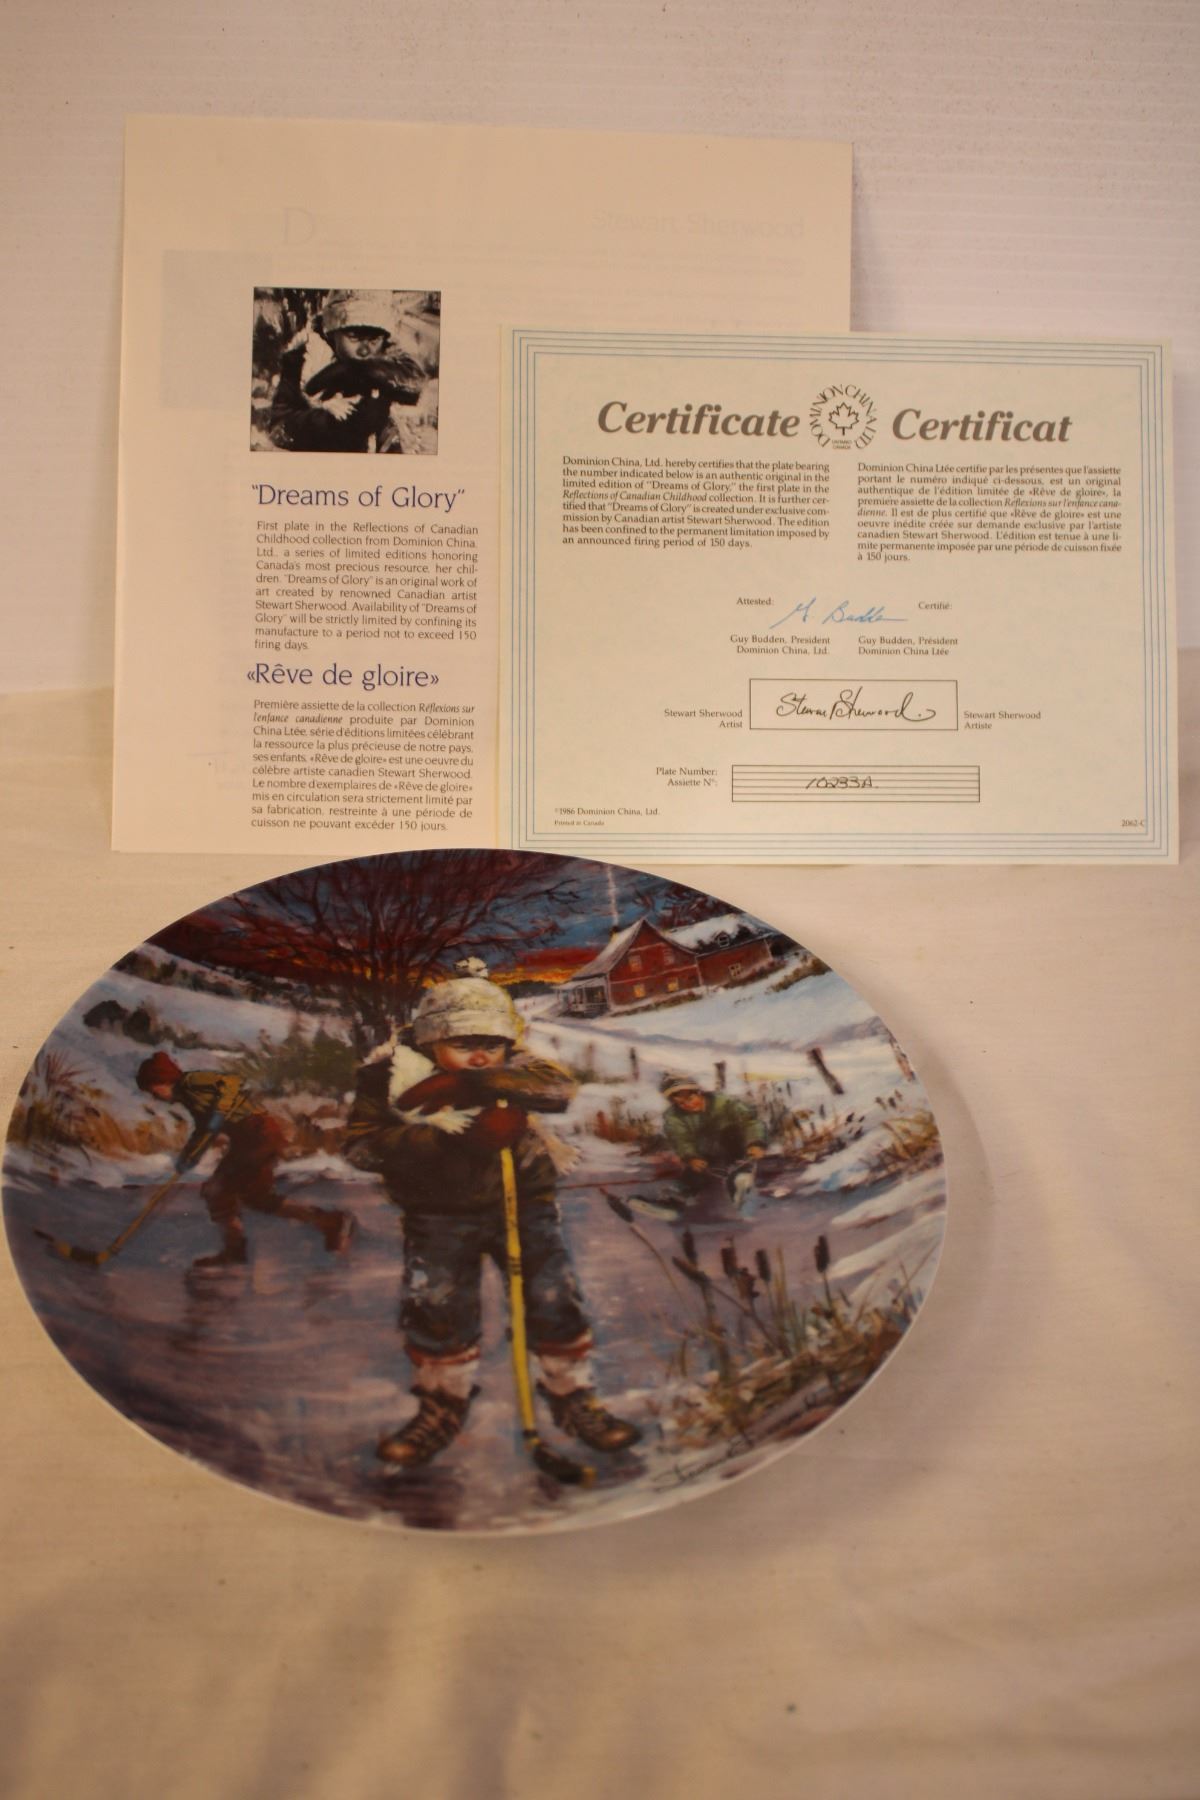 Stewart Sherwood
"Dreams of Glory"
First plate in the Reflections of Canadian
Childhood collection from Dominion China,
Ltd., a series of limited editions honoring
Canada's most precious resource, her chil-
dren. "Dreams of Glory" is an original work of
art created by renowned Canadian artist
Stewart Sherwood. Availability of "Dreams of
Glory" will be strictly limited by confining its
manufacture to a period not to exceed 150
firing days.
«Rêve de gloire»
Première assiette de la collection Réflexions sur
l'enfance canadienne produite par Dominion
China Ltée, série d'éditions limitées célébrant
la ressource la plus précieuse de notre pays,
ses enfants. «Rêve de gloire» est une oeuvre du
célèbre artiste canadien Stewart Sherwood.
Le nombre d'exemplaires de «Rêve de gloire»
mis en circulation sera strictement limité par
sa fabrication, restreinte à une période de
cuisson ne pouvant excéder 150 jours.
Certificate
DOMINION CHINA, LTD.
ONTARIO
CANADA
Certificat
Dominion China, Ltd. hereby certifies that the plate bearing
the number indicated below is an authentic original in the
limited edition of "Dreams of Glory," the first plate in the
Reflections of Canadian Childhood collection. It is further cer-
tified that "Dreams of Glory" is created under exclusive com-
mission by Canadian artist Stewart Sherwood. The edition
has been confined to the permanent limitation imposed by
an announced firing period of 150 days.
Dominion China Ltée certifie par les présentes que l'assiette
portant le numéro indiqué ci-dessous, est un original
authentique de l'édition limitée de «Rêve de gloire», la
première assiette de la collection Réflexions sur l'enfance cana-
dienne. Il est de plus certifié que «Rêve de gloire» est une
oeuvre inédite créée sur demande exclusive par l'artiste
canadien Stewart Sherwood. L'édition est tenue à une li-
mite permanente imposée par une période de cuisson fixée
à 150 jours.
Attested: G. Budden Certifié:
Guy Budden, President
Dominion China, Ltd.
Guy Budden, Président
Dominion China Ltée
Stewart Sherwood
Artist
Stewart Sherwood
Stewart Sherwood
Artiste
Plate Number:
Assiette N°:
10233A.
©1986 Dominion China, Ltd.
Printed in Canada
2062-C